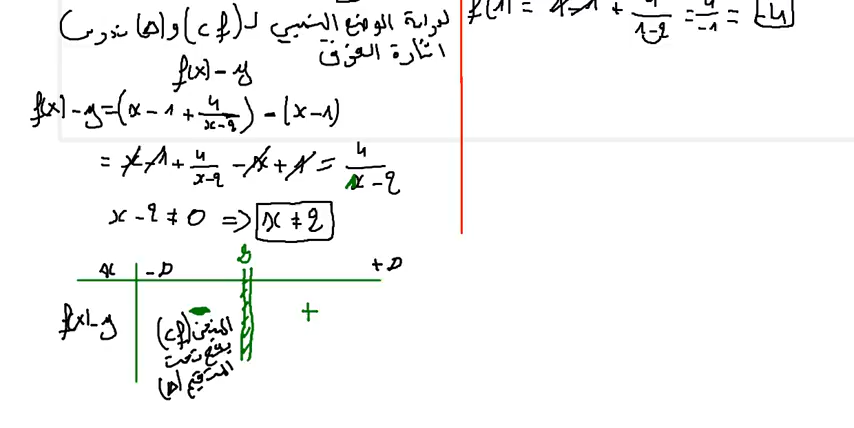 لدراسة الوضع النسبي لـ (Cf) و (Δ) ندرس
اشارة الفرق
f(x) - y
f(x) - y = (x - 1 + 4/(x-2)) - (x-1)
= x - 1 + 4/(x-2) - x + 1 = 4/(x-2)
x - 2 ≠ 0 => x ≠ 2
x -∞ 2 +∞
f(x) - y - +
المنحنى (Cf)
يقع تحت
المستقيم (Δ)
f(1) = 1 - 1 + 4/(1-2) = 4/-1 = -4